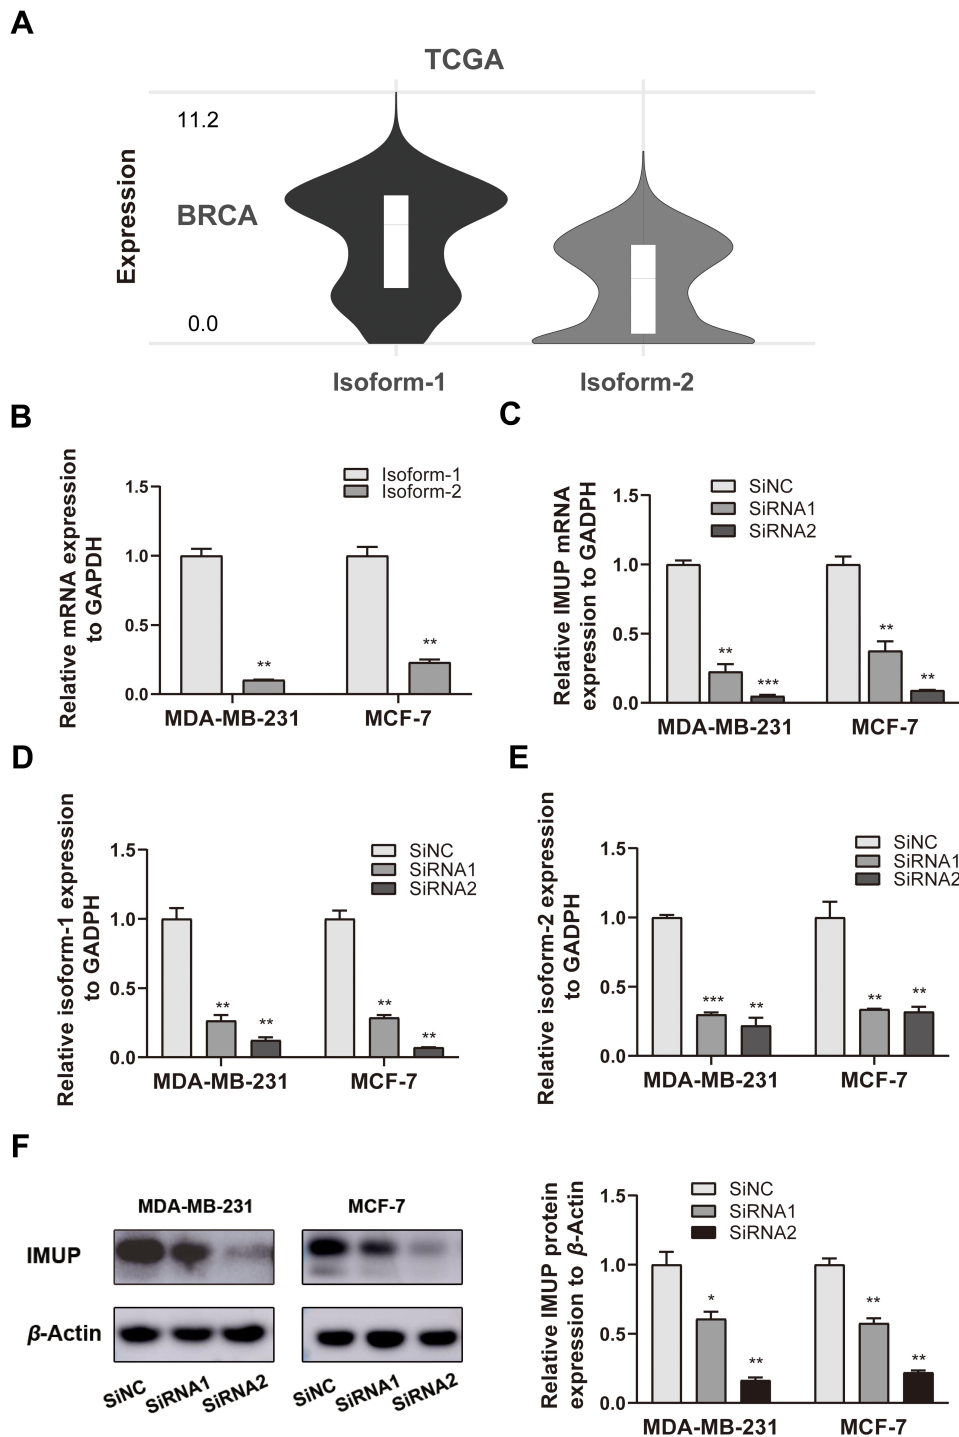 A
TCGA
11.2
Expression
BRCA
0.0
Isoform-1
Isoform-2
B
Relative mRNA expression
to GAPDH
Isoform-1
Isoform-2
1.5
1.0
0.5
0.0
**
**
MDA-MB-231
MCF-7
C
Relative IMUP mRNA
expression to GADPH
SiNC
SiRNA1
SiRNA2
1.5
1.0
0.5
0.0
**
***
**
**
MDA-MB-231
MCF-7
D
Relative isoform-1 expression
to GADPH
SiNC
SiRNA1
SiRNA2
1.5
1.0
0.5
0.0
**
**
**
**
MDA-MB-231
MCF-7
E
Relative isoform-2 expression
to GADPH
SiNC
SiRNA1
SiRNA2
1.5
1.0
0.5
0.0
***
**
**
**
MDA-MB-231
MCF-7
F
MDA-MB-231
MCF-7
IMUP
β-Actin
SiNC
SiRNA1
SiRNA2
SiNC
SiRNA1
SiRNA2
Relative IMUP protein
expression to β-Actin
SiNC
SiRNA1
SiRNA2
1.5
1.0
0.5
0.0
*
**
**
**
MDA-MB-231
MCF-7